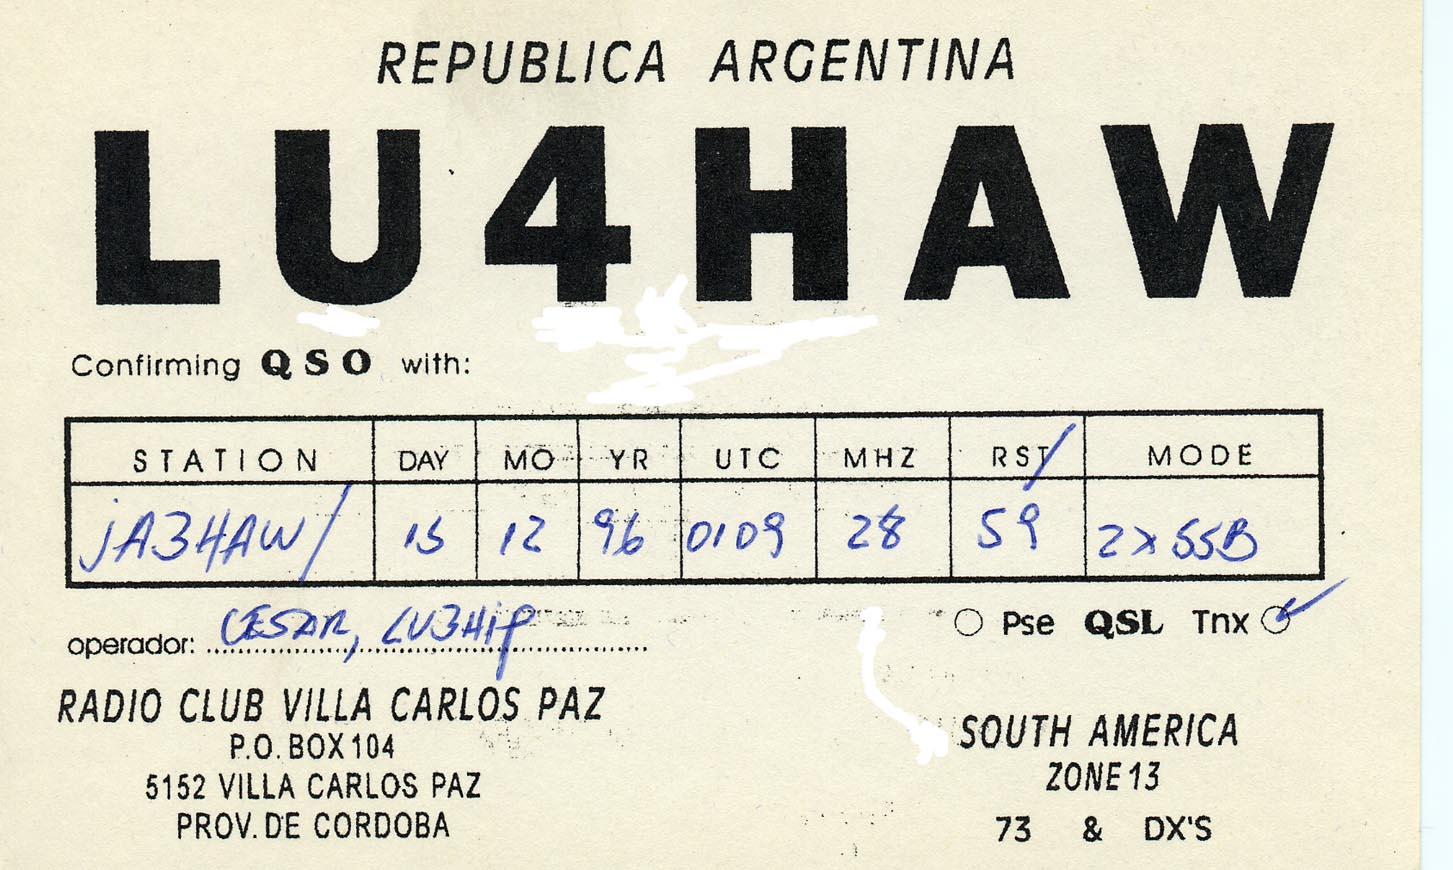 REPUBLICA ARGENTINA
LU4HAW
Confirming QSO with:
STATION DAY MO YR UTC MHZ RST MODE
JA3HAW/ 15 12 96 0109 28 59 2x SSB
operador: CESAR, LU3HIP
Pse QSL Tnx
RADIO CLUB VILLA CARLOS PAZ
P.O. BOX 104
5152 VILLA CARLOS PAZ
PROV. DE CORDOBA
SOUTH AMERICA
ZONE 13
73 & DX'S